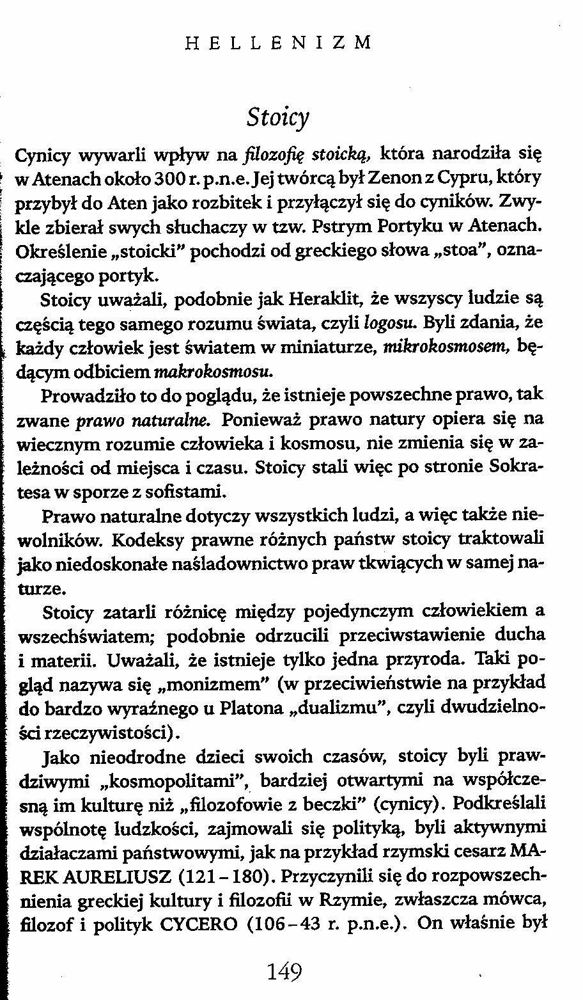 HELLENIZM
Stoicy
Cynicy wywarli wpływ na filozofię stoicką, która narodziła się
w Atenach około 300 r. p.n.e. Jej twórcą był Zenon z Cypru, który
przybył do Aten jako rozbitek i przyłączył się do cyników. Zwy-
kle zbierał swych słuchaczy w tzw. Pstrym Portyku w Atenach.
Określenie „stoicki” pochodzi od greckiego słowa „stoa”, ozna-
czającego portyk.
Stoicy uważali, podobnie jak Heraklit, że wszyscy ludzie są
częścią tego samego rozumu świata, czyli logosu. Byli zdania, że
każdy człowiek jest światem w miniaturze, mikrokosmosem, bę-
dącym odbiciem makrokosmosu.
Prowadziło to do poglądu, że istnieje powszechne prawo, tak
zwane prawo naturalne. Ponieważ prawo natury opiera się na
wiecznym rozumie człowieka i kosmosu, nie zmienia się w za-
leżności od miejsca i czasu. Stoicy stali więc po stronie Sokra-
tesa w sporze z sofistami.
Prawo naturalne dotyczy wszystkich ludzi, a więc także nie-
wolników. Kodeksy prawne różnych państw stoicy traktowali
jako niedoskonałe naśladownictwo praw tkwiących w samej na-
turze.
Stoicy zatarli różnicę między pojedynczym człowiekiem a
wszechświatem; podobnie odrzucili przeciwstawienie ducha
i materii. Uważali, że istnieje tylko jedna przyroda. Taki po-
gląd nazywa się „monizmem” (w przeciwieństwie na przykład
do bardzo wyraźnego u Platona „dualizmu”, czyli dwudzielno-
ści rzeczywistości).
Jako nieodrodne dzieci swoich czasów, stoicy byli praw-
dziwymi „kosmopolitami”, bardziej otwartymi na współcze-
sną im kulturę niż „filozofowie z beczki” (cynicy). Podkreślali
wspólnotę ludzkości, zajmowali się polityką, byli aktywnymi
działaczami państwowymi, jak na przykład rzymski cesarz MA-
REK AURELIUSZ (121–180). Przyczynili się do rozpowszech-
nienia greckiej kultury i filozofii w Rzymie, zwłaszcza mówca,
filozof i polityk CYCERO (106–43 r. p.n.e.). On właśnie był
149